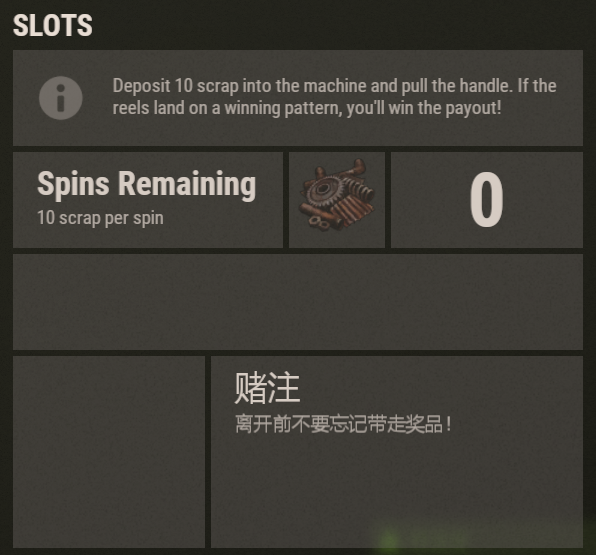 SLOTS
Deposit 10 scrap into the machine and pull the handle. If the
reels land on a winning pattern, you'll win the payout!
Spins Remaining
10 scrap per spin
0
赌注
离开前不要忘记带走奖品！